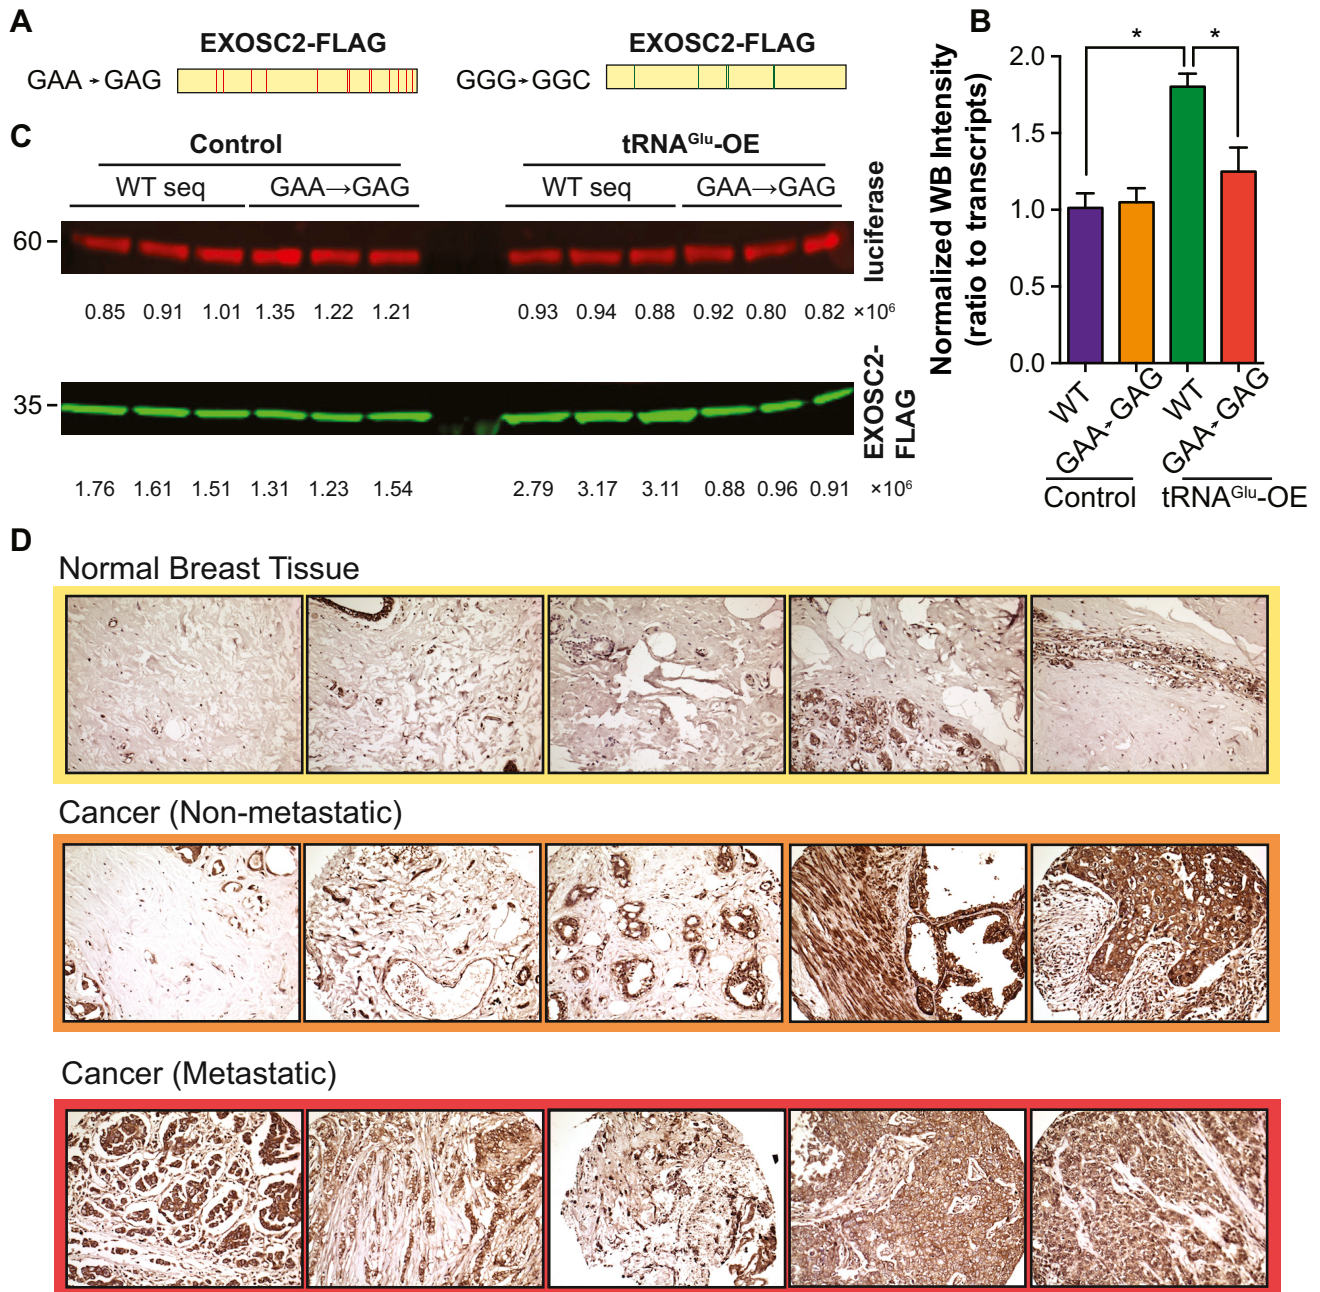 A
EXOSC2-FLAG
GAA → GAG
EXOSC2-FLAG
GGG → GGC
B
Normalized WB Intensity
(ratio to transcripts)
2.0
1.5
1.0
0.5
0.0
*
*
WT
GAA→GAG
WT
GAA→GAG
Control
tRNAᴳˡᵘ-OE
C
Control
tRNAᴳˡᵘ-OE
WT seq
GAA→GAG
WT seq
GAA→GAG
60
luciferase
0.85 0.91 1.01 1.35 1.22 1.21 0.93 0.94 0.88 0.92 0.80 0.82 ×10⁶
35
EXOSC2-
FLAG
1.76 1.61 1.51 1.31 1.23 1.54 2.79 3.17 3.11 0.88 0.96 0.91 ×10⁶
D
Normal Breast Tissue
Cancer (Non-metastatic)
Cancer (Metastatic)